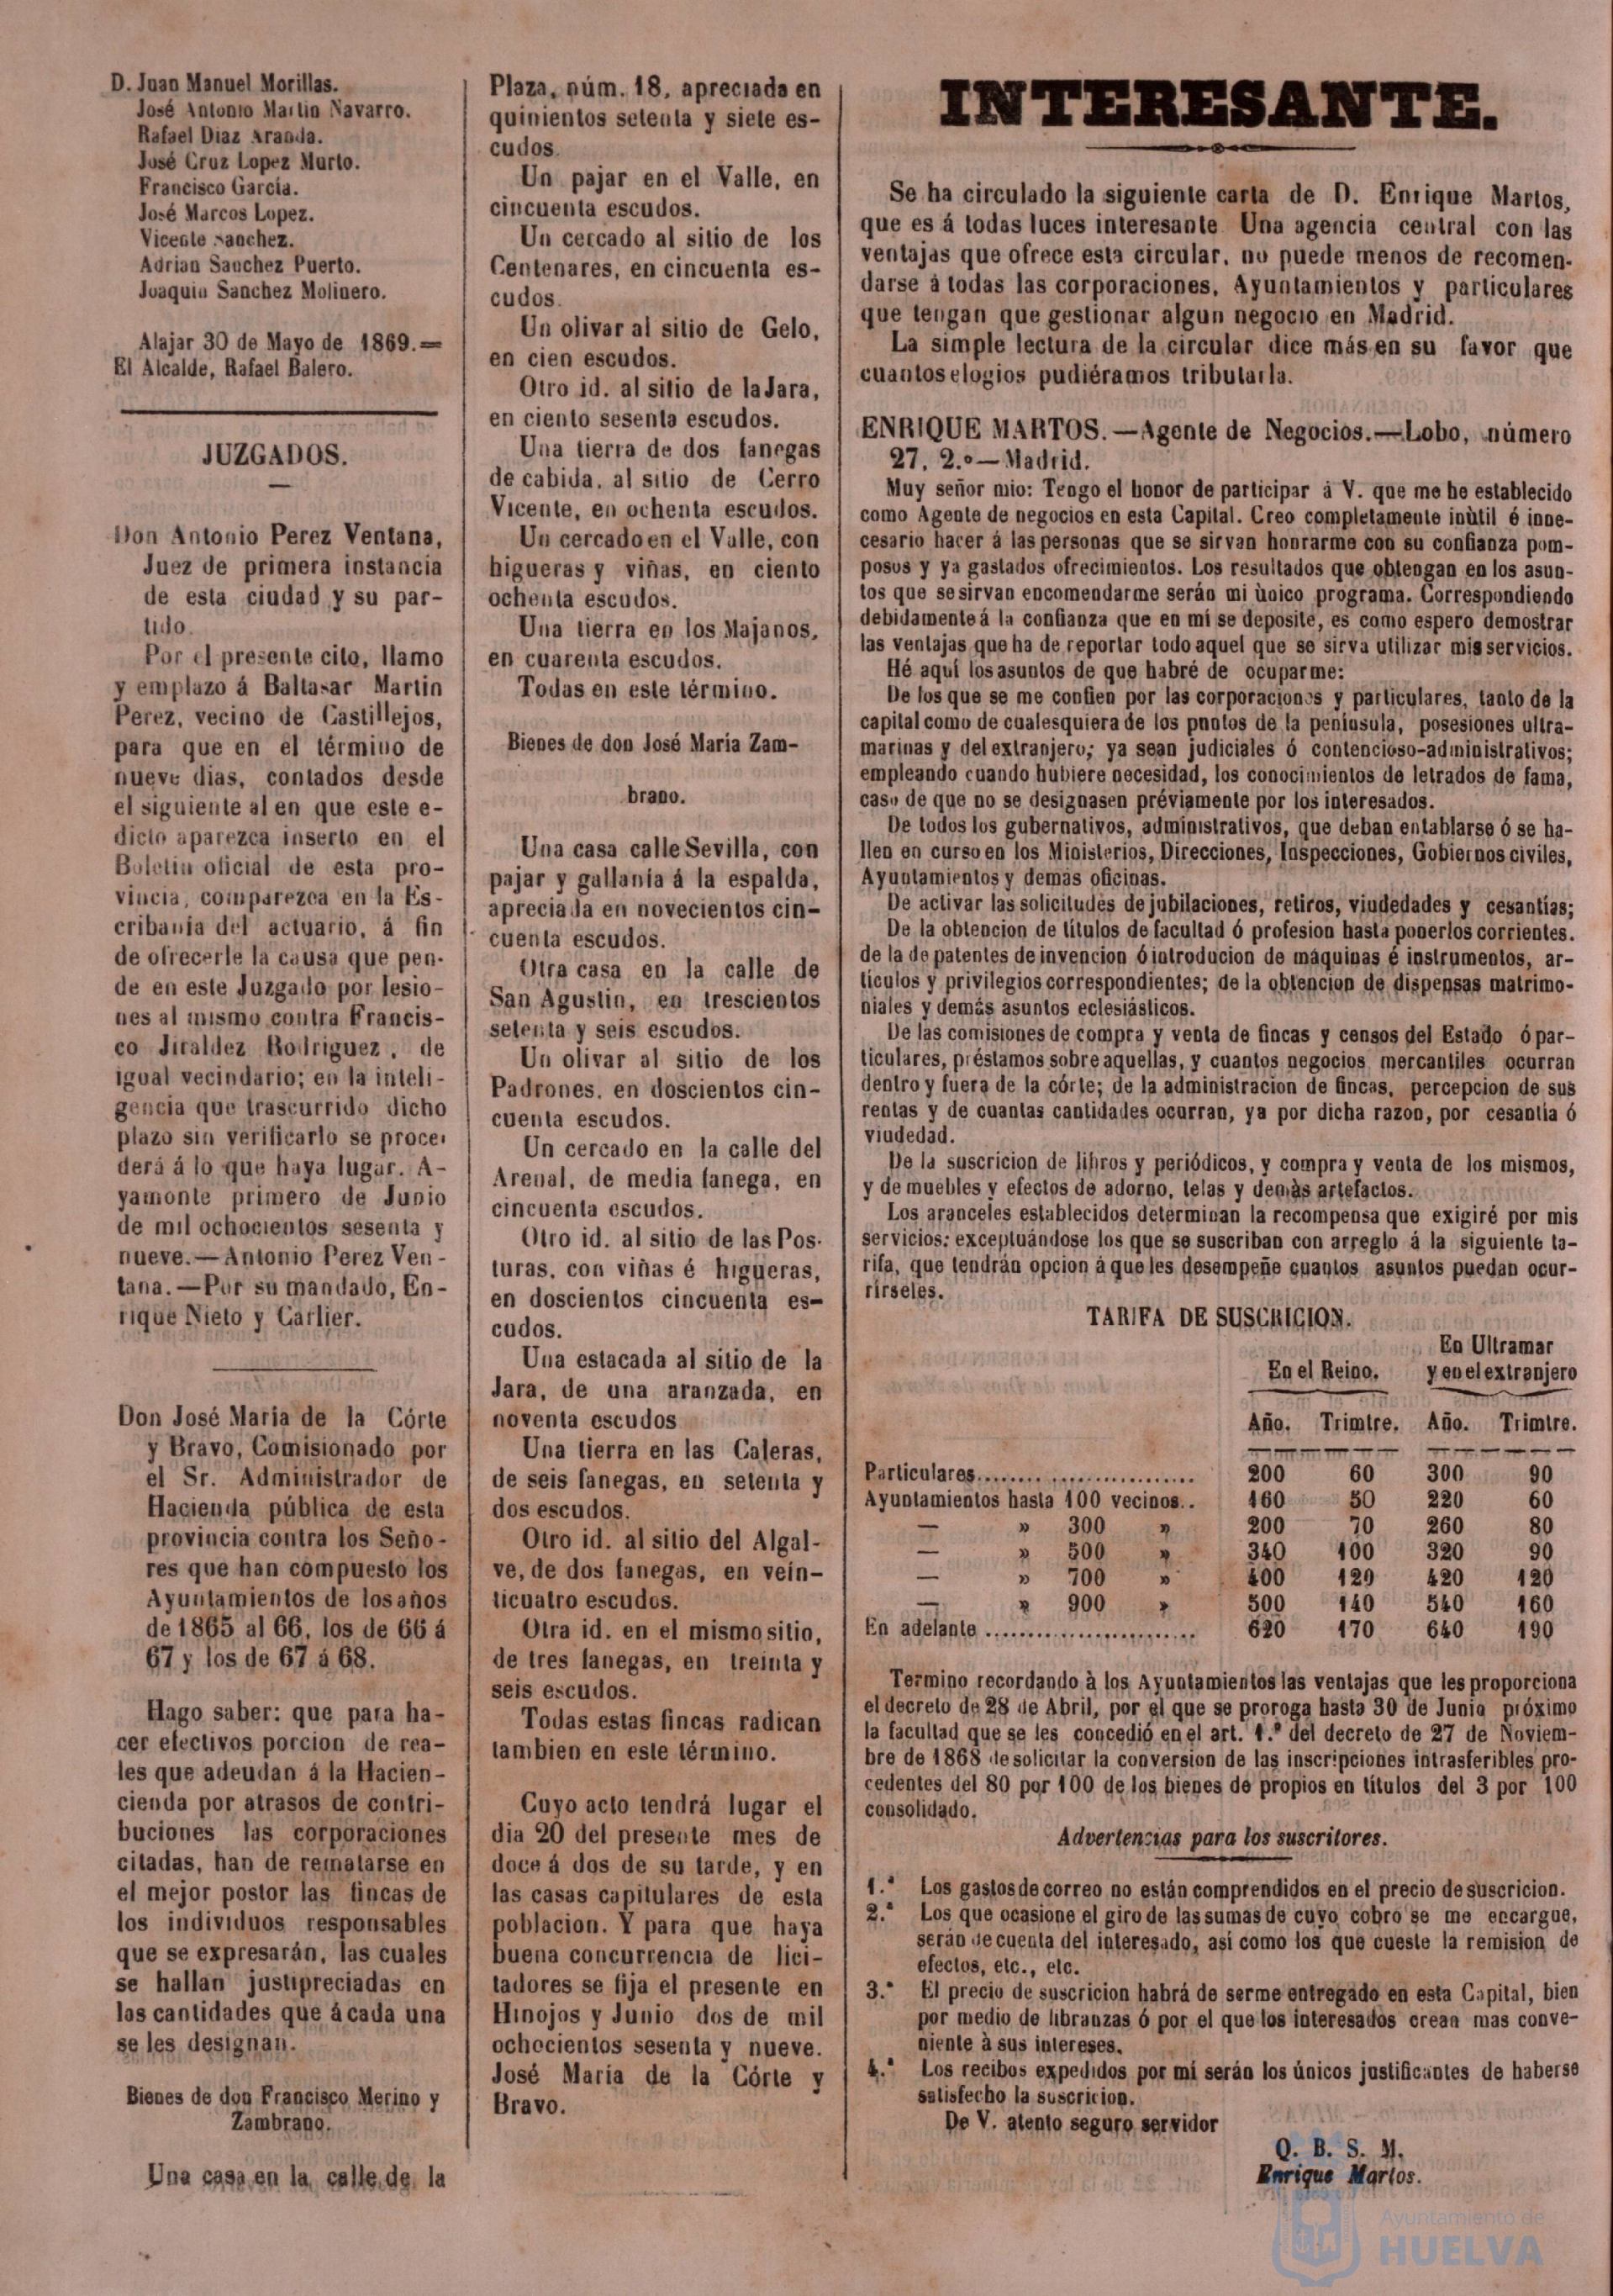 D. Juan Manuel Morillas.
José Antonio Martin Navarro.
Rafael Diaz Aranda.
José Cruz Lopez Murto.
Francisco García.
José Marcos Lopez.
Vicente Sanchez.
Adrian Sanchez Puerto.
Joaquin Sanchez Molinero.
Alajar 30 de Mayo de 1869.=
El Alcalde, Rafael Balero.
JUZGADOS.
Don Antonio Perez Ventana,
Juez de primera instancia
de esta ciudad y su par-
tido.
Por el presente cito, llamo
y emplazo á Baltasar Martin
Perez, vecino de Castillejos,
para que en el término de
nueve dias, contados desde
el siguiente al en que este e-
dicto aparezca inserto en el
Boletin oficial de esta pro-
vincia, comparezca en la Es-
cribanía del actuario, á fin
de ofrecerle la causa que pen-
de en este Juzgado por lesio-
nes al mismo contra Francis-
co Jiraldez Rodriguez, de
igual vecindario; en la inteli-
gencia que trascurrido dicho
plazo sin verificarlo se proce-
derá á lo que haya lugar. A-
yamonte primero de Junio
de mil ochocientos sesenta y
nueve.—Antonio Perez Ven-
tana.—Por su mandado, En-
rique Nieto y Carlier.
Don José Maria de la Córte
y Bravo, Comisionado por
el Sr. Administrador de
Hacienda pública de esta
provincia contra los Seño-
res que han compuesto los
Ayuntamientos de los años
de 1865 al 66, los de 66 á
67 y los de 67 á 68.
Hago saber: que para ha-
cer efectivos porcion de rea-
les que adeudan á la Hacien-
cienda por atrasos de contri-
buciones las corporaciones
citadas, han de rematarse en
el mejor postor las fincas de
los individuos responsables
que se expresarán, las cuales
se hallan justipreciadas en
las cantidades que á cada una
se les designan.
Bienes de don Francisco Merino y
Zambrano.
Una casa en la calle de la
Plaza, núm. 18, apreciada en
quinientos setenta y siete es-
cudos.
Un pajar en el Valle, en
cincuenta escudos.
Un cercado al sitio de los
Centenares, en cincuenta es-
cudos.
Un olivar al sitio de Gelo,
en cien escudos.
Otro id. al sitio de la Jara,
en ciento sesenta escudos.
Una tierra de dos fanegas
de cabida, al sitio de Cerro
Vicente, en ochenta escudos.
Un cercado en el Valle, con
higueras y viñas, en ciento
ochenta escudos.
Una tierra en los Majanos,
en cuarenta escudos.
Todas en este término.
Bienes de don José María Zam-
brano.
Una casa calle Sevilla, con
pajar y gallanía á la espalda,
apreciada en novecientos cin-
cuenta escudos.
Otra casa en la calle de
San Agustin, en trescientos
setenta y seis escudos.
Un olivar al sitio de los
Padrones, en doscientos cin-
cuenta escudos.
Un cercado en la calle del
Arenal, de media fanega, en
cincuenta escudos.
Otro id. al sitio de las Pos-
turas, con viñas é higueras,
en doscientos cincuenta es-
cudos.
Una estacada al sitio de la
Jara, de una aranzada, en
noventa escudos
Una tierra en las Caleras,
de seis fanegas, en setenta y
dos escudos.
Otro id. al sitio del Algal-
ve, de dos fanegas, en vein-
ticuatro escudos.
Otra id. en el mismo sitio,
de tres fanegas, en treinta y
seis escudos.
Todas estas fincas radican
tambien en este término.
Cuyo acto tendrá lugar el
dia 20 del presente mes de
doce á dos de su tarde, y en
las casas capitulares de esta
poblacion. Y para que haya
buena concurrencia de lici-
tadores se fija el presente en
Hinojos y Junio dos de mil
ochocientos sesenta y nueve.
José María de la Córte y
Bravo.
INTERESANTE.
Se ha circulado la siguiente carta de D. Enrique Martos,
que es á todas luces interesante. Una agencia central con las
ventajas que ofrece esta circular, no puede menos de recomen-
darse á todas las corporaciones, Ayuntamientos y particulares
que tengan que gestionar algun negocio en Madrid.
La simple lectura de la circular dice más en su favor que
cuantos elogios pudiéramos tributarla.
ENRIQUE MARTOS.—Agente de Negocios.—Lobo, número
27, 2.º—Madrid.
Muy señor mio: Tengo el honor de participar á V. que me he establecido
como Agente de negocios en esta Capital. Creo completamente inùtil é inne-
cesario hacer á las personas que se sirvan honrarme con su confianza pom-
posos y ya gastados ofrecimientos. Los resultados que obtengan en los asun-
tos que se sirvan encomendarme serán mi ùnico programa. Correspondiendo
debidamente á la confianza que en mí se deposite, es como espero demostrar
las ventajas que ha de reportar todo aquel que se sirva utilizar mis servicios.
Hé aquí los asuntos de que habré de ocuparme:
De los que se me confien por las corporaciones y particulares, tanto de la
capital como de cualesquiera de los puntos de la península, posesiones ultra-
marinas y del extranjero; ya sean judiciales ó contencioso-administrativos;
empleando cuando hubiere necesidad, los conocimientos de letrados de fama,
caso de que no se designasen préviamente por los interesados.
De todos los gubernativos, administrativos, que deban entablarse ó se ha-
llen en curso en los Ministerios, Direcciones, Inspecciones, Gobiernos civiles,
Ayuntamientos y demás oficinas.
De activar las solicitudes de jubilaciones, retiros, viudedades y cesantías;
De la obtencion de títulos de facultad ó profesion hasta ponerlos corrientes.
de la de patentes de invencion ó introducion de máquinas é instrumentos, ar-
tículos y privilegios correspondientes; de la obtencion de dispensas matrimo-
niales y demás asuntos eclesiásticos.
De las comisiones de compra y venta de fincas y censos del Estado ó par-
ticulares, préstamos sobre aquellas, y cuantos negocios mercantiles ocurran
dentro y fuera de la córte; de la administracion de fincas, percepcion de sus
rentas y de cuantas cantidades ocurran, ya por dicha razon, por cesantia ó
viudedad.
De la suscricion de libros y periódicos, y compra y venta de los mismos,
y de muebles y efectos de adorno, telas y demàs artefactos.
Los aranceles establecidos determinan la recompensa que exigiré por mis
servicios; exceptuándose los que se suscriban con arreglo á la siguiente ta-
rifa, que tendrán opcion á que les desempeñe cuantos asuntos puedan ocur-
rírseles.
TARIFA DE SUSCRICION.
En el Reino. En Ultramar
y en el extranjero
Año. Trimtre. Año. Trimtre.
Particulares........ 200 60 300 90
Ayuntamientos hasta 100 vecinos.. 160 50 220 60
— » 300 » 200 70 260 80
— » 500 » 340 100 320 90
— » 700 » 400 120 420 120
— » 900 » 500 140 540 160
En adelante ........ 620 170 640 190
Termino recordando à los Ayuntamientos las ventajas que les proporciona
el decreto de 28 de Abril, por el que se proroga hasta 30 de Junio próximo
la facultad que se les concedió en el art. 1.º del decreto de 27 de Noviem-
bre de 1868 de solicitar la conversion de las inscripciones intrasferibles pro-
cedentes del 80 por 100 de los bienes de propios en títulos del 3 por 100
consolidado.
Advertencias para los suscritores.
1.ª Los gastos de correo no están comprendidos en el precio de suscricion.
2.ª Los que ocasione el giro de las sumas de cuyo cobro se me encargue,
serán de cuenta del interesado, asi como los que cueste la remision de
efectos, etc., etc.
3.ª El precio de suscricion habrá de serme entregado en esta Capital, bien
por medio de libranzas ó por el que los interesados crean mas conve-
niente à sus intereses.
4.ª Los recibos expedidos por mí serán los únicos justificantes de haberse
satisfecho la suscricion.
De V. atento seguro servidor
Q. B. S. M.
Enrique Martos.
Ayuntamiento de
HUELVA